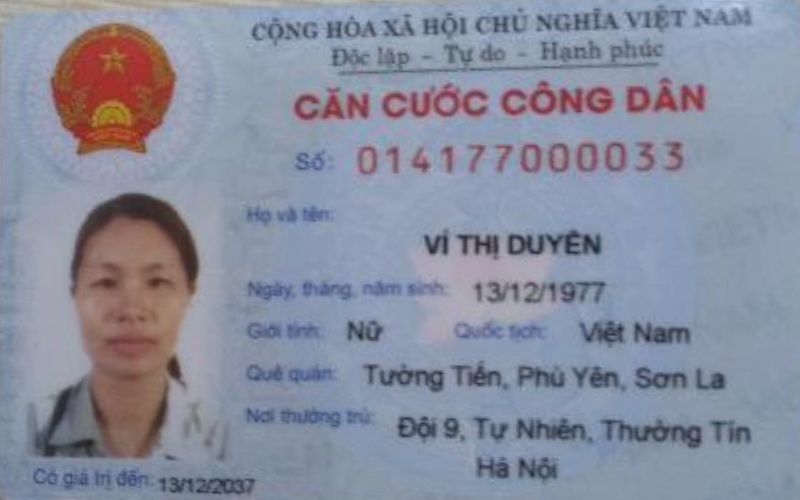 CỘNG HÒA XÃ HỘI CHỦ NGHĨA VIỆT NAM
Độc lập – Tự do – Hạnh phúc
CĂN CƯỚC CÔNG DÂN
Số: 014177000033
Họ và tên:
VÌ THỊ DUYÊN
Ngày, tháng, năm sinh: 13/12/1977
Giới tính: Nữ Quốc tịch: Việt Nam
Quê quán: Tường Tiến, Phù Yên, Sơn La
Nơi thường trú: Đội 9, Tự Nhiên, Thường Tín
Hà Nội
Có giá trị đến: 13/12/2037